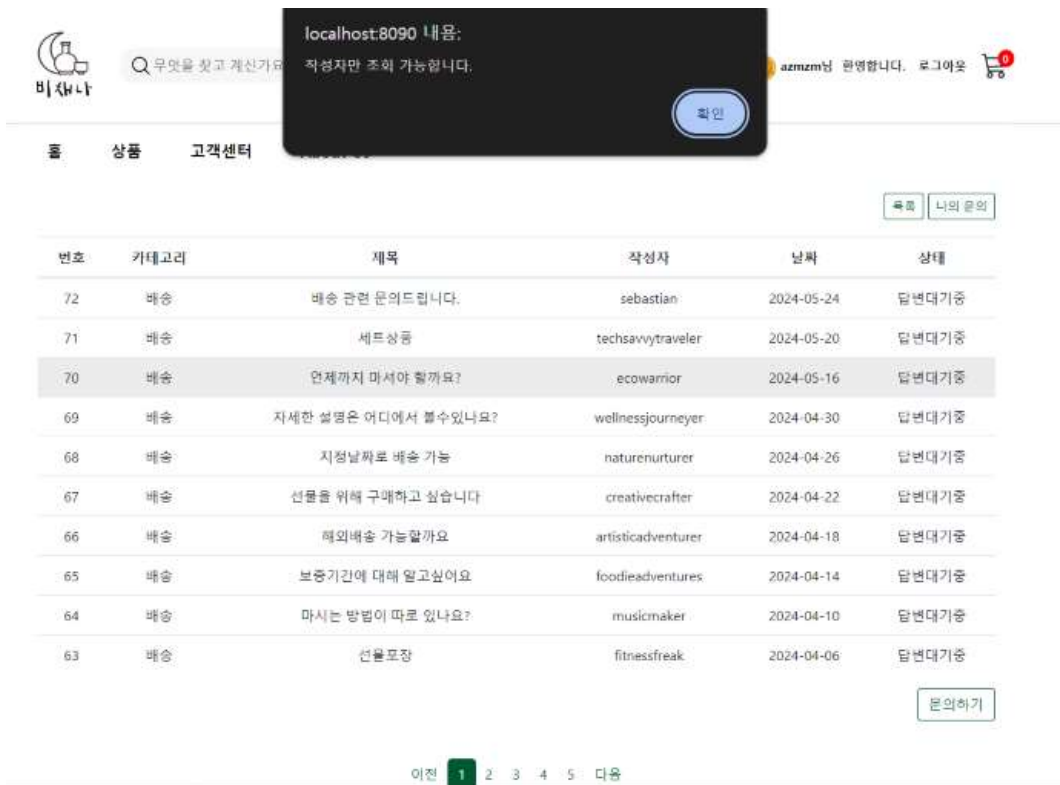 localhost:8090 내용:
작성자만 조회 가능합니다.
확인
비채나
무엇을 찾고 계신가요
azmzm님 환영합니다. 로그아웃 0
홈 상품 고객센터
목록 나의 문의
번호 카테고리 제목 작성자 날짜 상태
72 배송 배송 관련 문의드립니다. sebastian 2024-05-24 답변대기중
71 배송 세트상품 techsavvytraveler 2024-05-20 답변대기중
70 배송 언제까지 마셔야 할까요? ecowarrior 2024-05-16 답변대기중
69 배송 자세한 설명은 어디에서 볼수있나요? wellnessjourneyer 2024-04-30 답변대기중
68 배송 지정날짜로 배송 가능 naturenurturer 2024-04-26 답변대기중
67 배송 선물을 위해 구매하고 싶습니다 creativecrafter 2024-04-22 답변대기중
66 배송 해외배송 가능할까요 artisticadventurer 2024-04-18 답변대기중
65 배송 보증기간에 대해 알고싶어요 foodieadventures 2024-04-14 답변대기중
64 배송 마시는 방법이 따로 있나요? musicmaker 2024-04-10 답변대기중
63 배송 선물포장 fitnessfreak 2024-04-06 답변대기중
문의하기
이전 1 2 3 4 5 다음